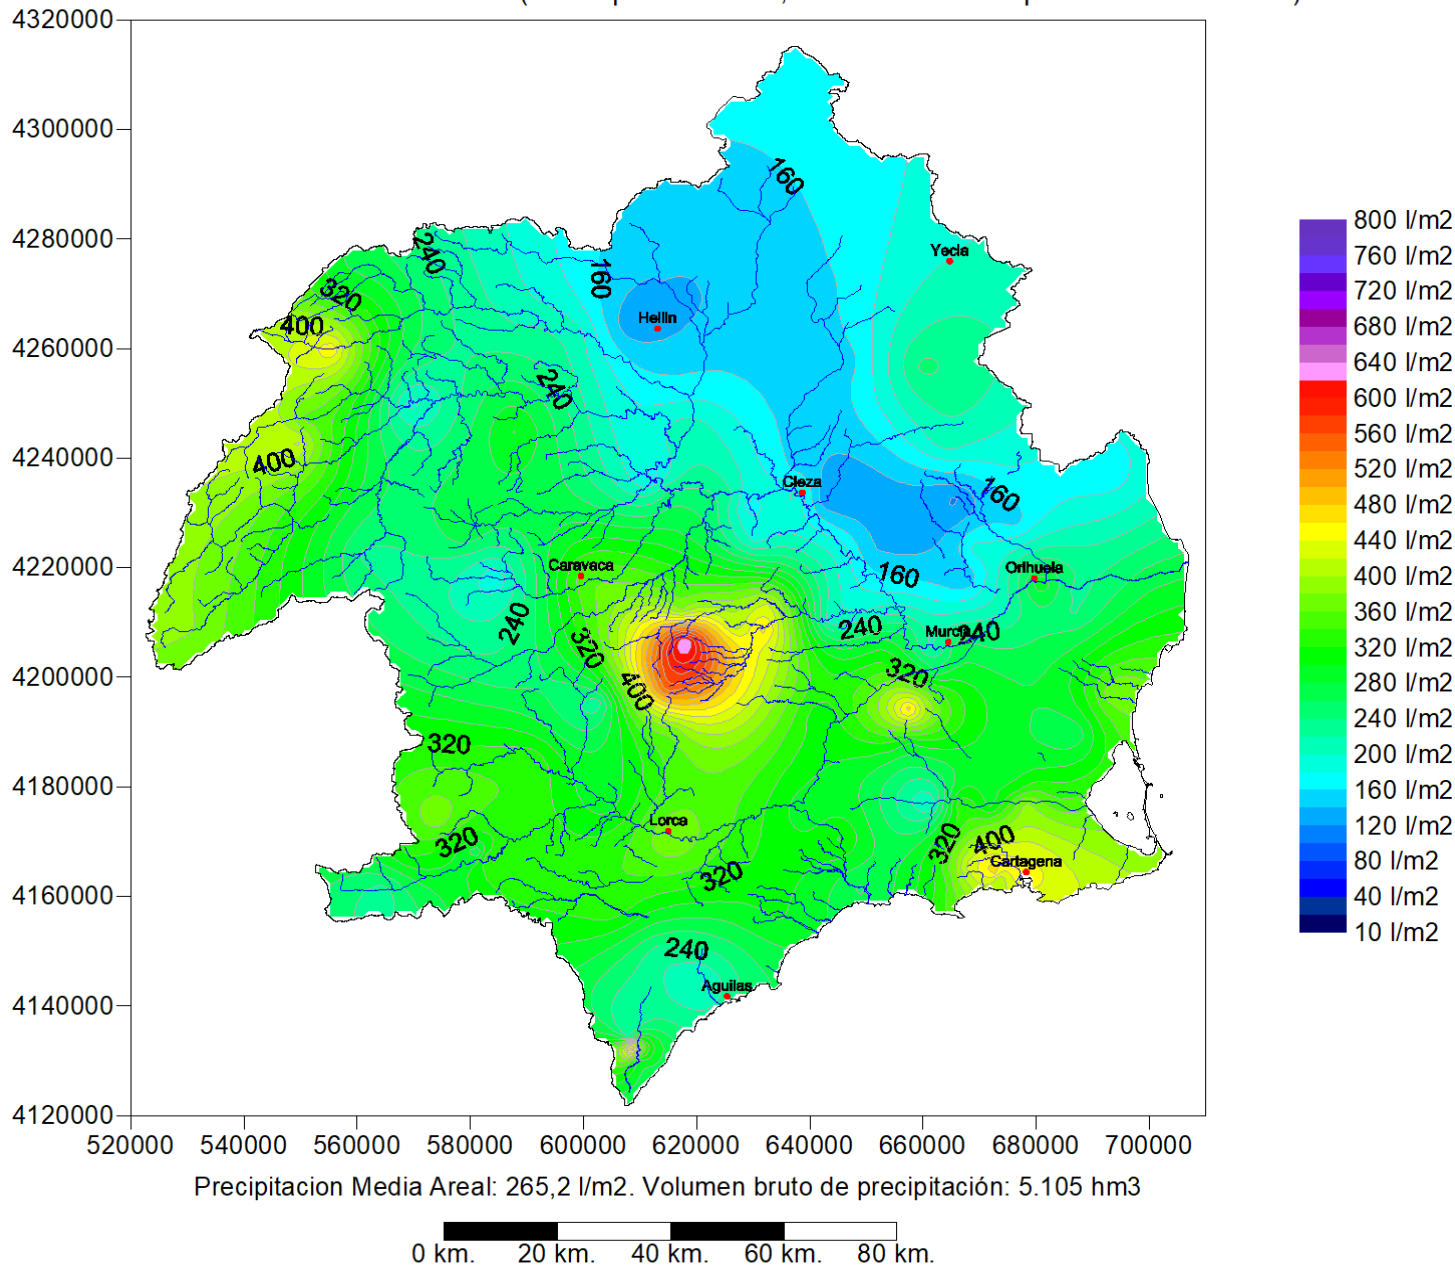 4320000
4300000
4280000
4260000
4240000
4220000
4200000
4180000
4160000
4140000
4120000
520000 540000 560000 580000 600000 620000 640000 660000 680000 700000
160
240
160
Yecla
320
400
Hellin
240
400
Cieza
160
Caravaca
160
Orihuela
240
240
Murcia
240
320
320
400
320
Lorca
320
320
400
320
Cartagena
240
Aguilas
800 l/m2
760 l/m2
720 l/m2
680 l/m2
640 l/m2
600 l/m2
560 l/m2
520 l/m2
480 l/m2
440 l/m2
400 l/m2
360 l/m2
320 l/m2
280 l/m2
240 l/m2
200 l/m2
160 l/m2
120 l/m2
80 l/m2
40 l/m2
10 l/m2
Precipitacion Media Areal: 265,2 l/m2. Volumen bruto de precipitación: 5.105 hm3
0 km. 20 km. 40 km. 60 km. 80 km.